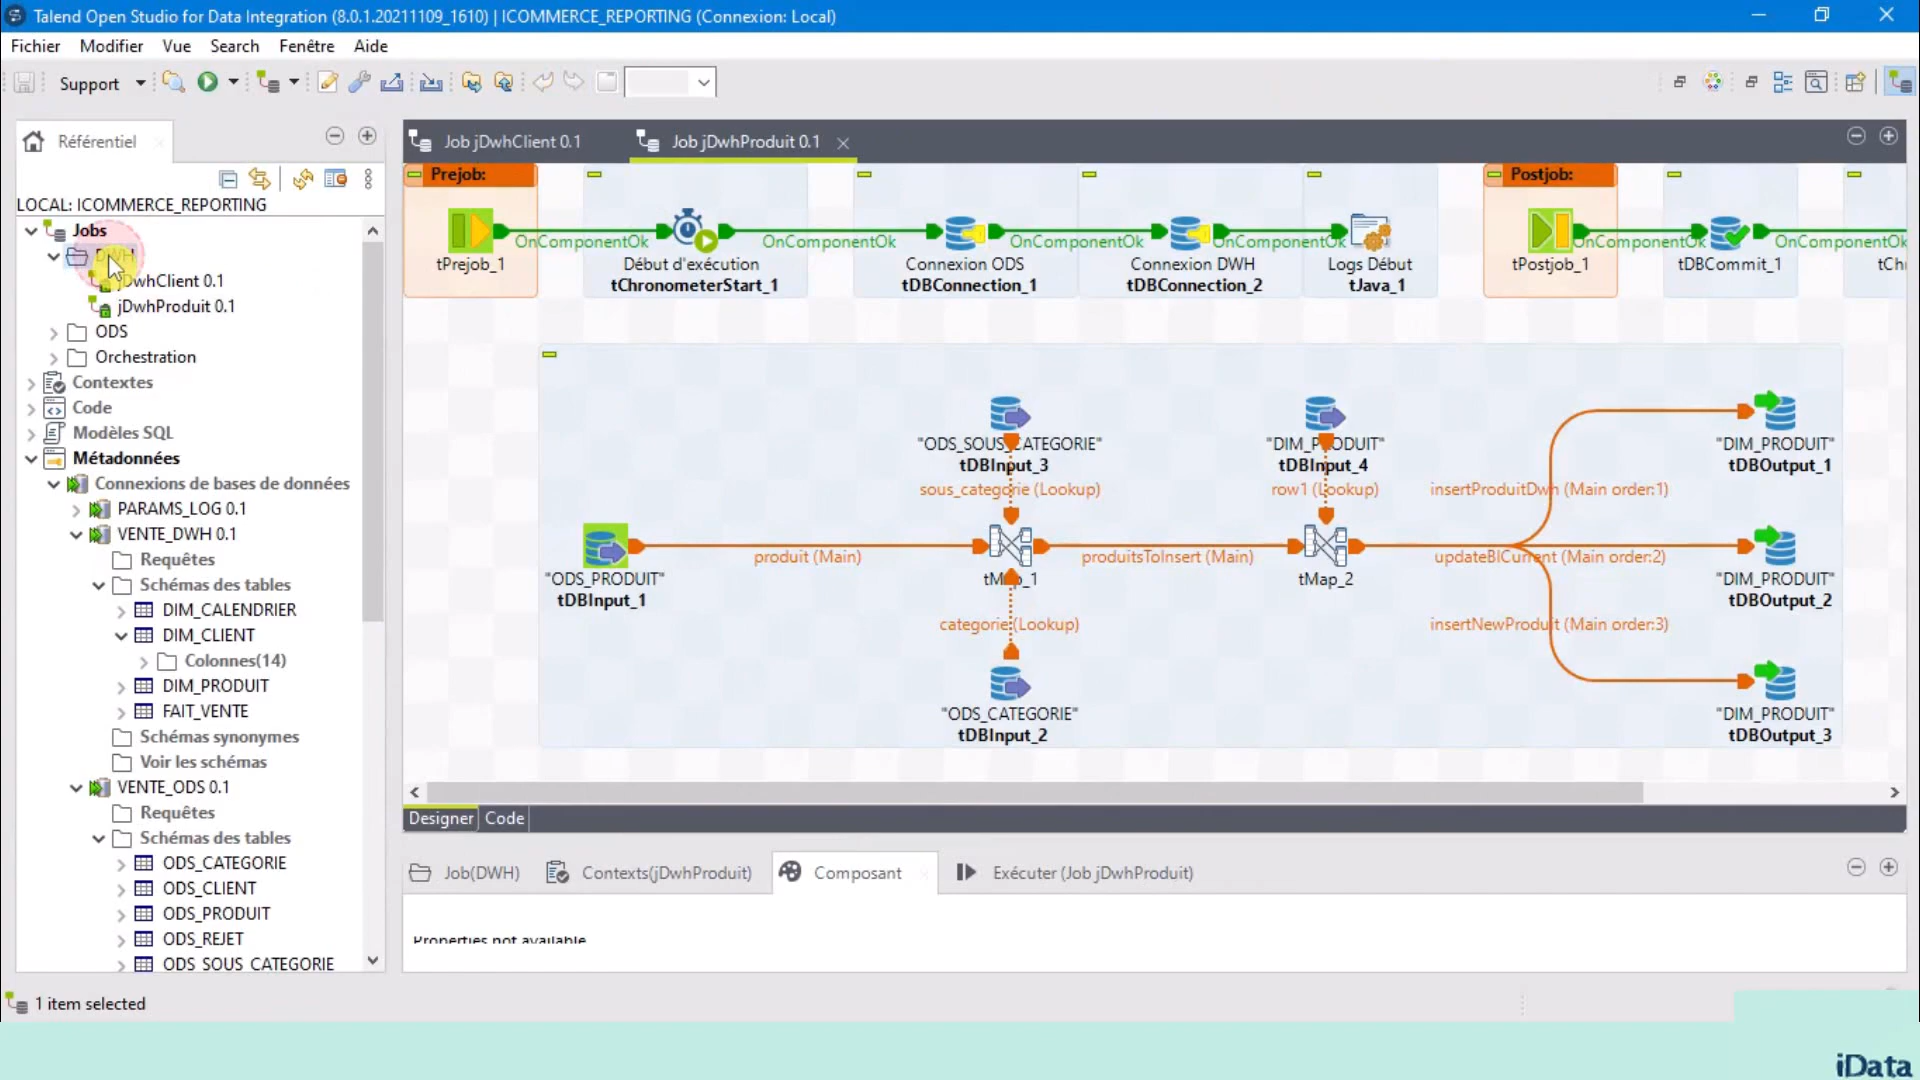 Talend Open Studio for Data Integration (8.0.1.20211109_1610) | ICOMMERCE_REPORTING (Connexion: Local)
Fichier Modifier Vue Search Fenêtre Aide
Support
Référentiel
LOCAL: ICOMMERCE_REPORTING
Jobs
DWH
jDwhClient 0.1
jDwhProduit 0.1
ODS
Orchestration
Contextes
Code
Modèles SQL
Métadonnées
Connexions de bases de données
PARAMS_LOG 0.1
VENTE_DWH 0.1
Requêtes
Schémas des tables
DIM_CALENDRIER
DIM_CLIENT
Colonnes(14)
DIM_PRODUIT
FAIT_VENTE
Schémas synonymes
Voir les schémas
VENTE_ODS 0.1
Requêtes
Schémas des tables
ODS_CATEGORIE
ODS_CLIENT
ODS_PRODUIT
ODS_REJET
ODS_SOUS_CATEGORIE
Job jDwhClient 0.1
Job jDwhProduit 0.1
Prejob:
Postjob:
OnComponentOk
OnComponentOk
OnComponentOk
OnComponentOk
OnComponentOk
OnComponentOk
tPrejob_1
Début d'exécution
tChronometerStart_1
Connexion ODS
tDBConnection_1
Connexion DWH
tDBConnection_2
Logs Début
tJava_1
tPostjob_1
tDBCommit_1
tChr
"ODS_SOUS_CATEGORIE"
tDBInput_3
sous_categorie (Lookup)
"DIM_PRODUIT"
tDBInput_4
row1 (Lookup)
"DIM_PRODUIT"
tDBOutput_1
insertProduitDwh (Main order:1)
produit (Main)
produitsToInsert (Main)
updateBICurrent (Main order:2)
"ODS_PRODUIT"
tDBInput_1
tMap_1
tMap_2
"DIM_PRODUIT"
tDBOutput_2
categorie (Lookup)
insertNewProduit (Main order:3)
"ODS_CATEGORIE"
tDBInput_2
"DIM_PRODUIT"
tDBOutput_3
Designer Code
Job(DWH)
Contexts(jDwhProduit)
Composant
Exécuter (Job jDwhProduit)
Properties not available
1 item selected
iData